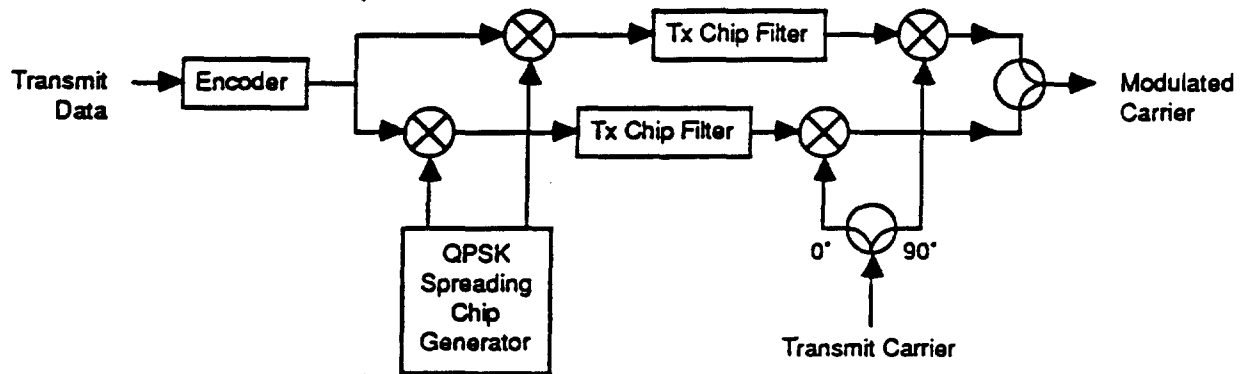 Tx Chip Filter
Transmit
Data
Encoder
Modulated
Carrier
Tx Chip Filter
QPSK
Spreading
Chip
Generator
0°
90°
Transmit Carrier